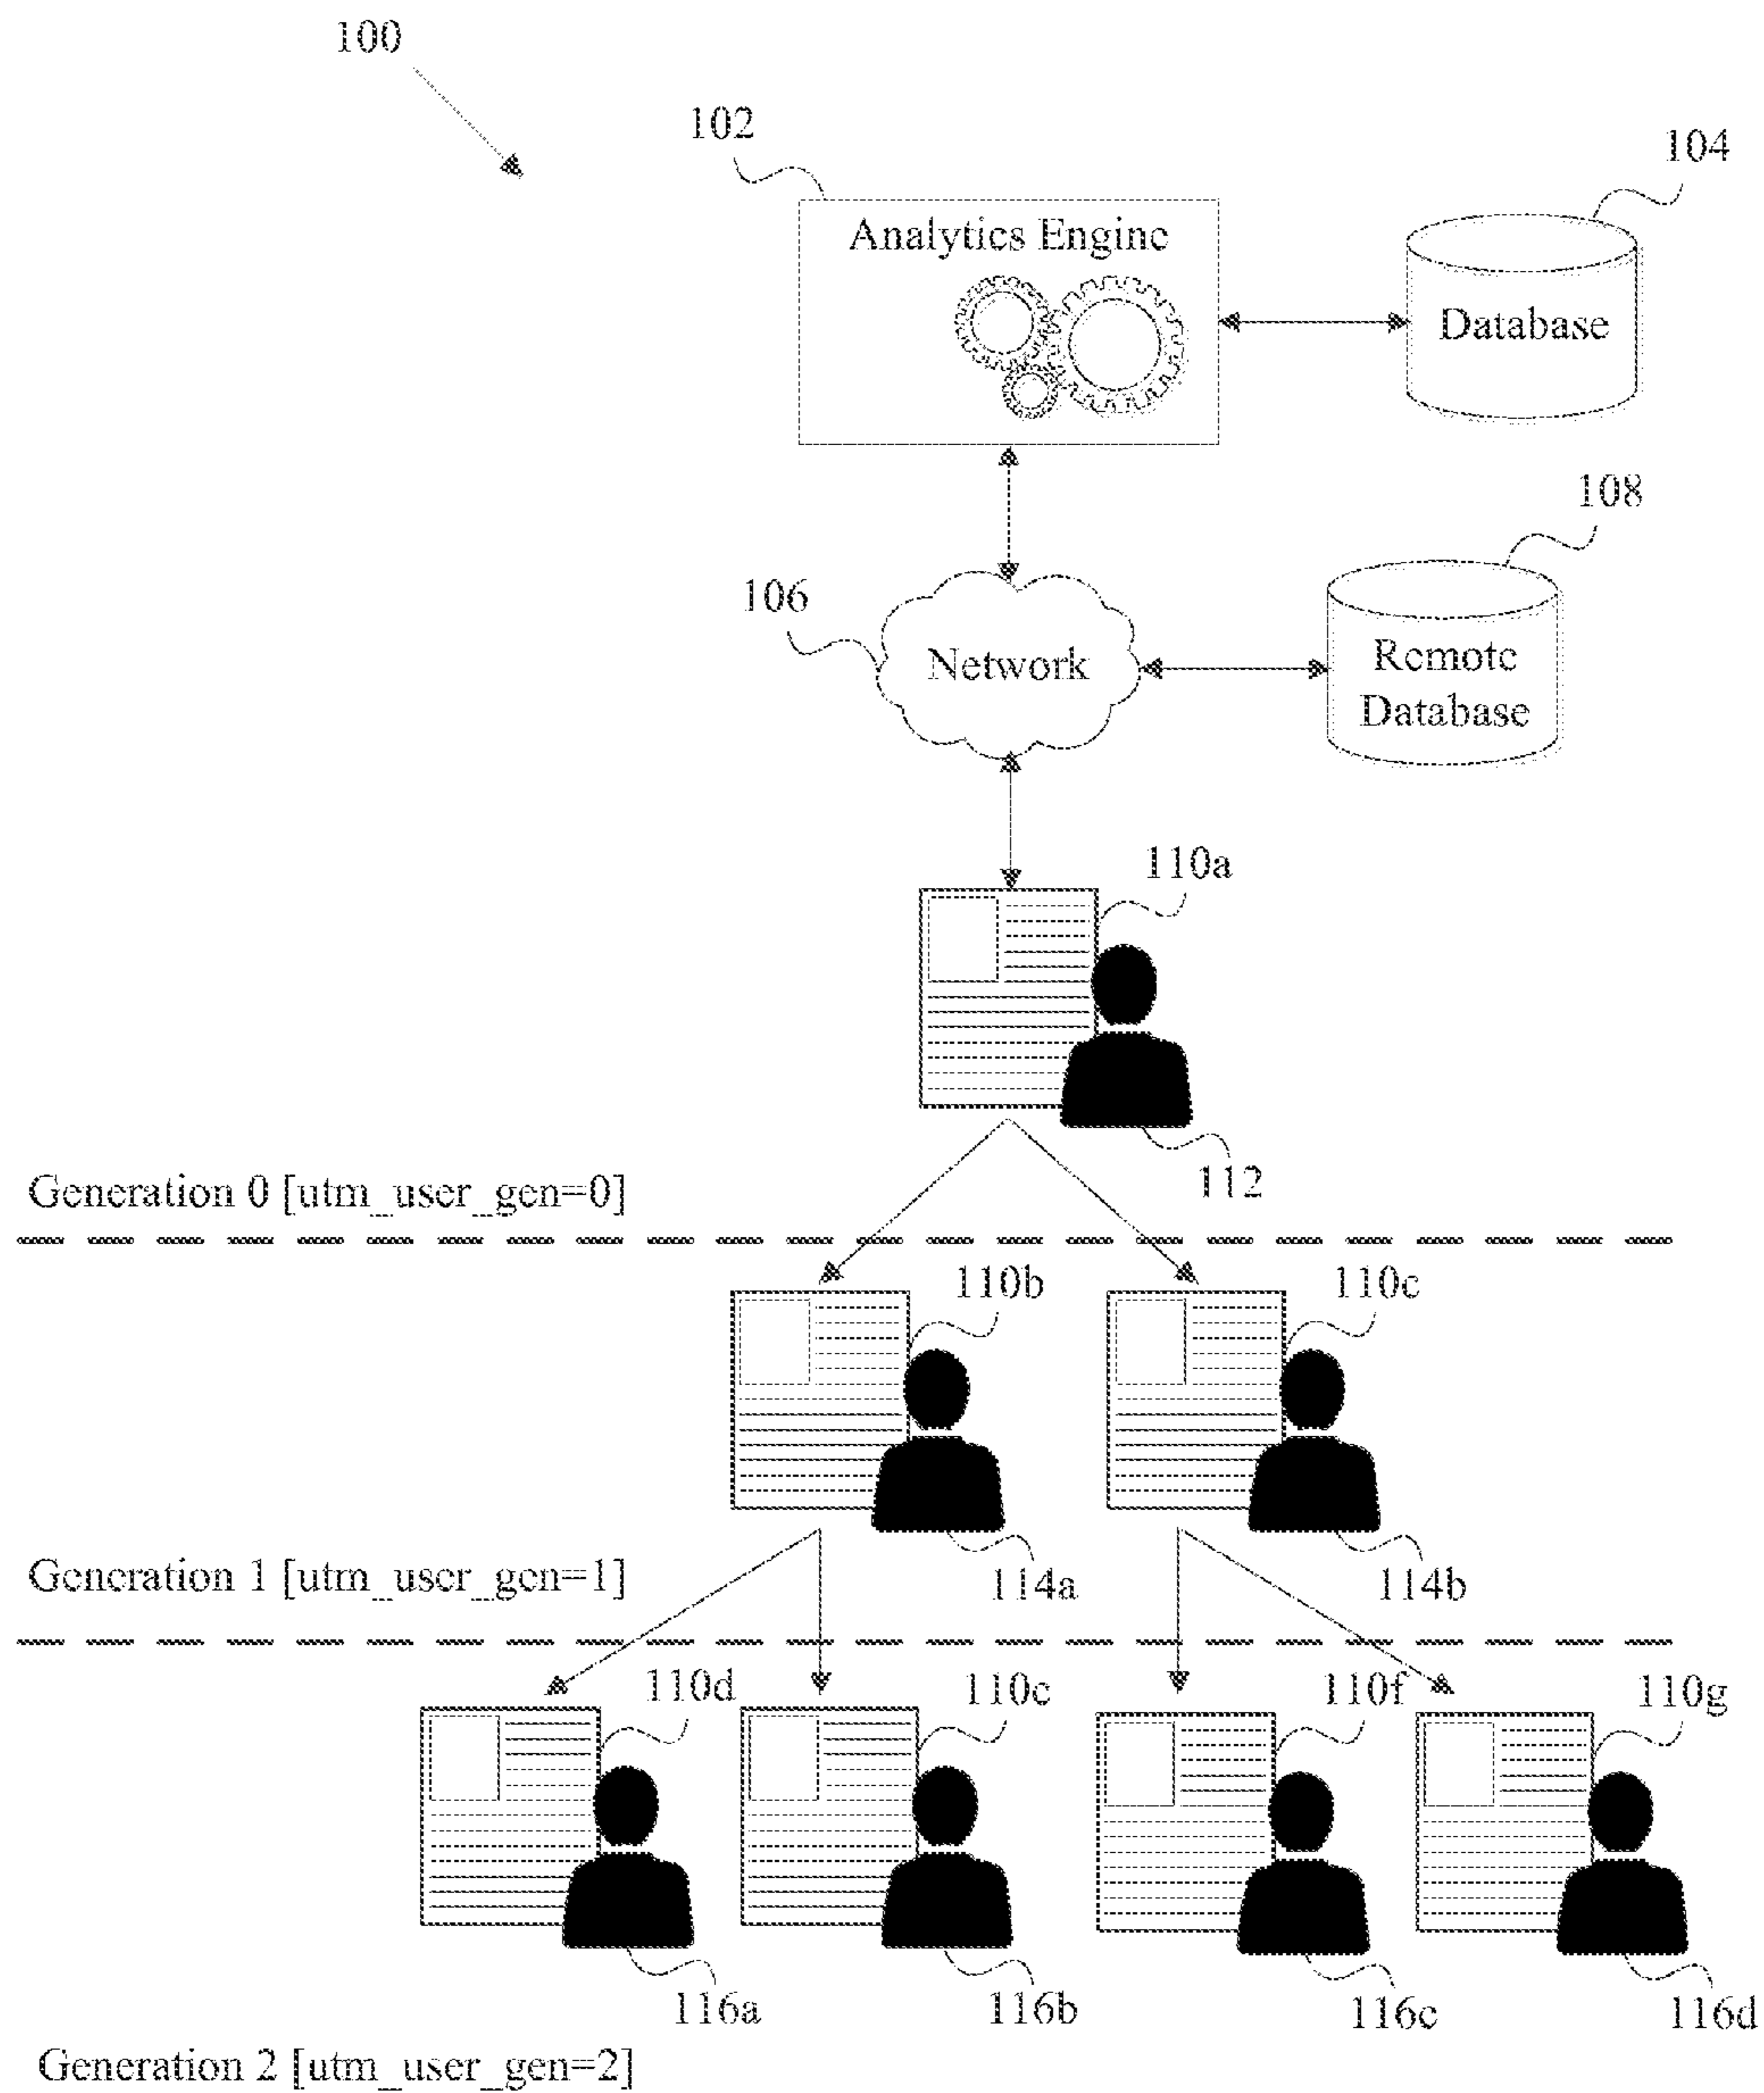 100
102
104
Analytics Engine
Database
108
106
Network
Remote
Database
110a
112
Generation 0 [utm_user_gen=0]
110b
110c
Generation 1 [utm_user_gen=1]
114a
114b
110d
110e
110f
110g
116a
116b
116c
116d
Generation 2 [utm_user_gen=2]